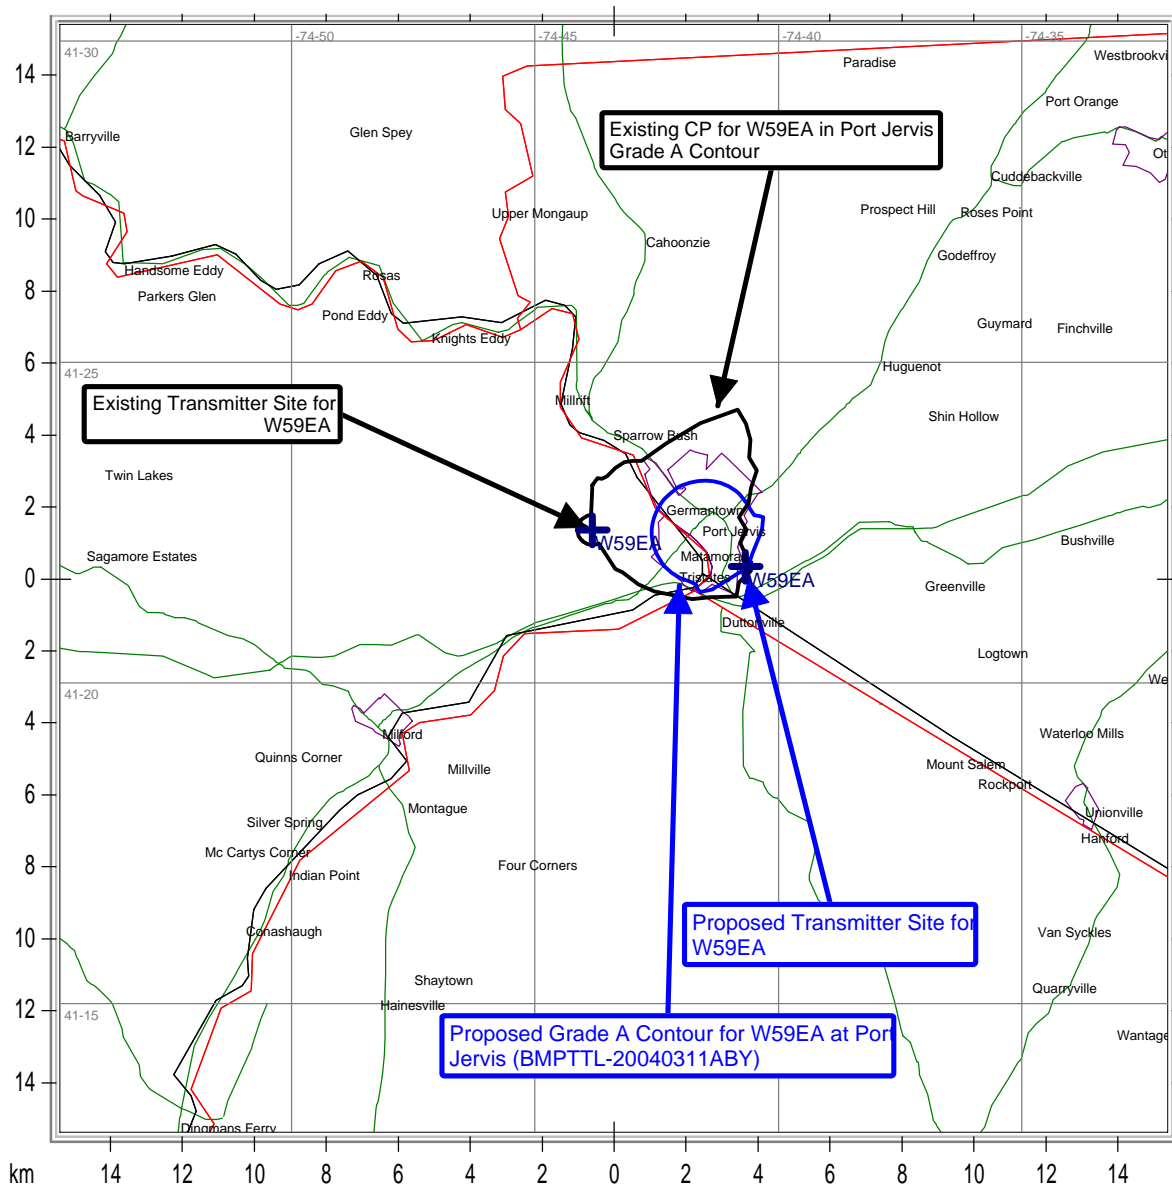 41-30
-74-50
-74-45
-74-40
-74-35
Westbrookvi
Paradise
14
Port Orange
Barryville
Glen Spey
Existing CP for W59EA in Port Jervis
Grade A Contour
12
Ot
Cuddebackville
10
Upper Mongaup
Prospect Hill
Roses Point
Cahoonzie
Godeffroy
Handsome Eddy
Rusas
Parkers Glen
8
Pond Eddy
Knights Eddy
Guymard
Finchville
6
41-25
Huguenot
Existing Transmitter Site for
W59EA
Millrift
Shin Hollow
4
Sparrow Bush
Twin Lakes
2
Germantown
Port Jervis
W59EA
Bushville
Sagamore Estates
Matamoras
0
Tristates
W59EA
Greenville
Duttonville
2
Logtown
We
41-20
4
Milford
Waterloo Mills
Quinns Corner
Millville
Mount Salem
Rockport
6
Montague
Unionville
Silver Spring
Hanford
Mc Cartys Corner
8
Four Corners
Indian Point
Proposed Transmitter Site for
W59EA
10
Conashaugh
Van Syckles
Shaytown
Quarryville
12
Hainesville
41-15
Proposed Grade A Contour for W59EA at Port
Jervis (BMPTTL-20040311ABY)
Wantage
14
Dingmans Ferry
km
14
12
10
8
6
4
2
0
2
4
6
8
10
12
14